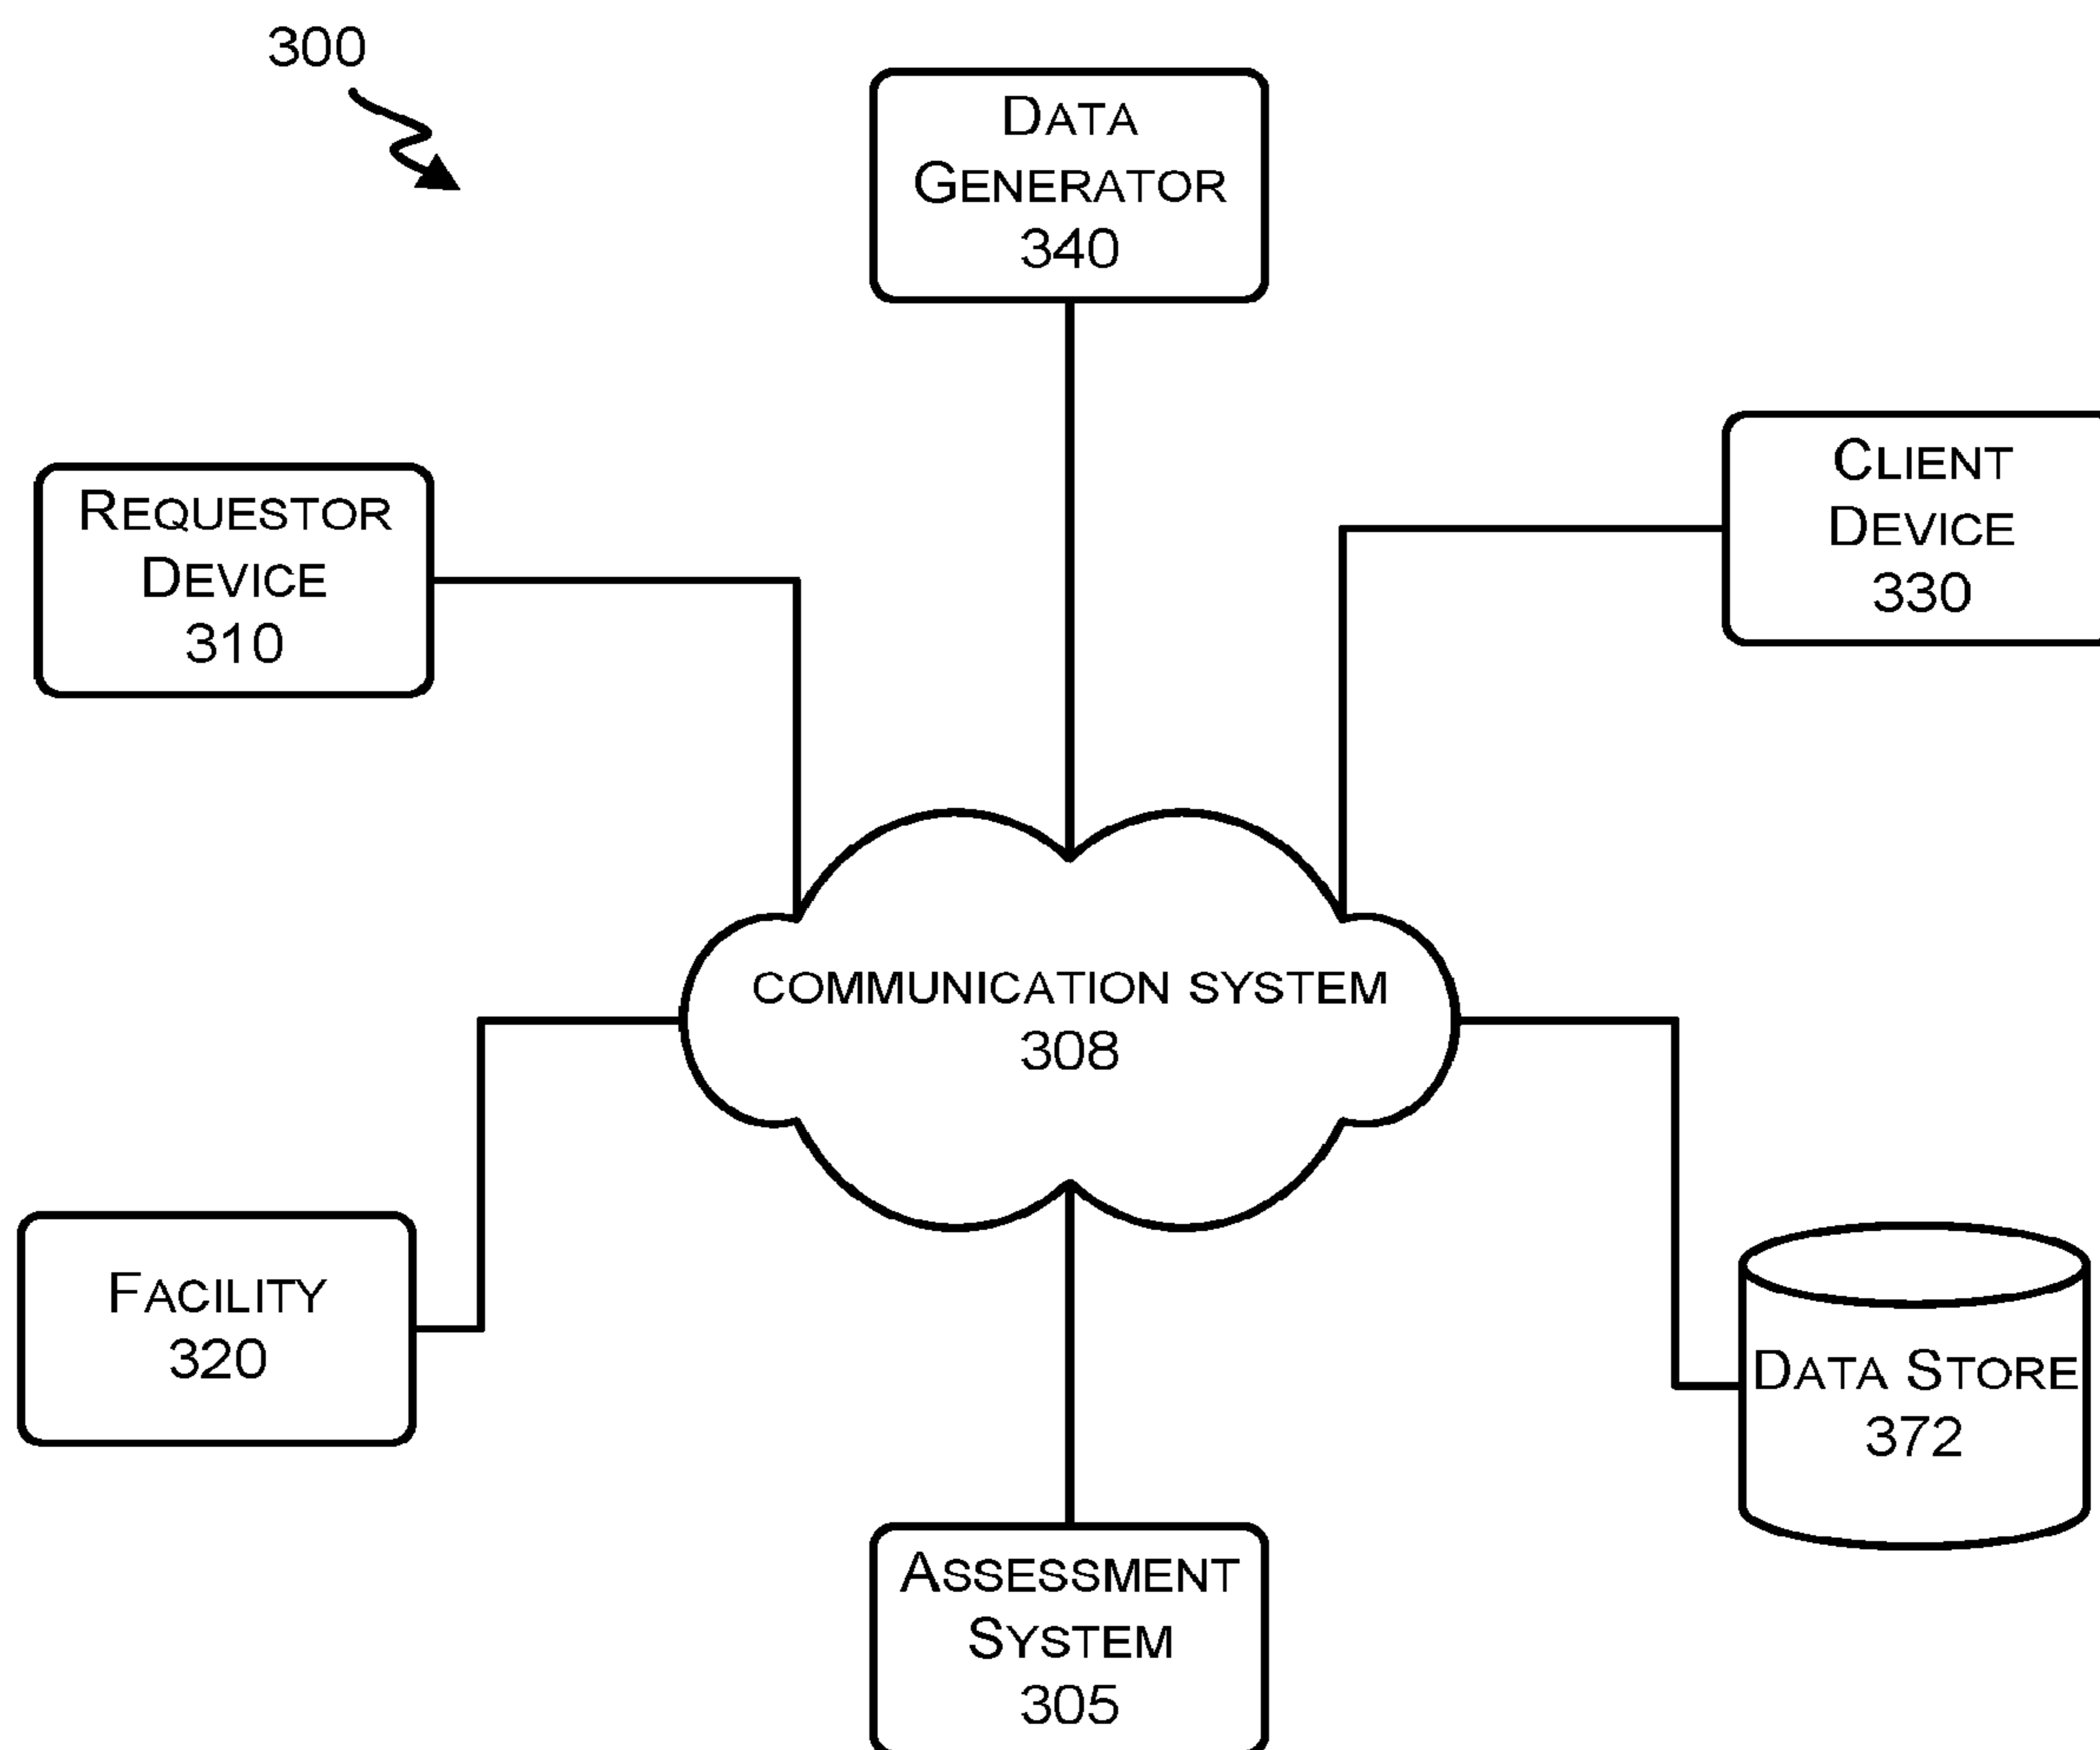 300
DATA
GENERATOR
340
CLIENT
DEVICE
330
REQUESTOR
DEVICE
310
COMMUNICATION SYSTEM
308
FACILITY
320
DATA STORE
372
ASSESSMENT
SYSTEM
305